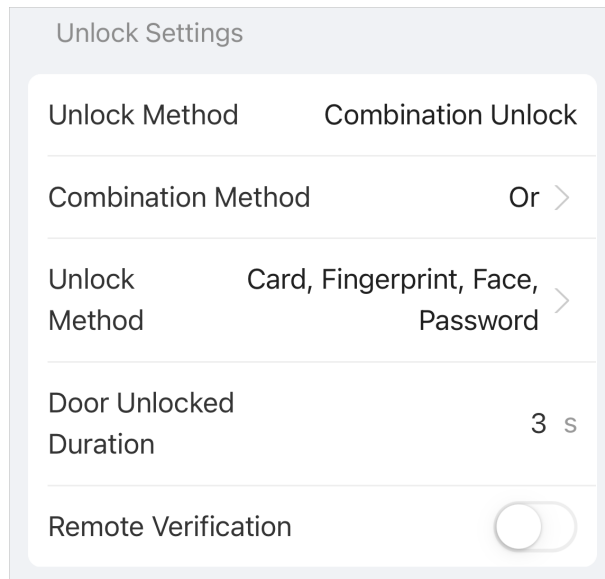 Unlock Settings
Unlock Method Combination Unlock
Combination Method Or
Unlock Card, Fingerprint, Face,
Method Password
Door Unlocked
Duration 3 s
Remote Verification